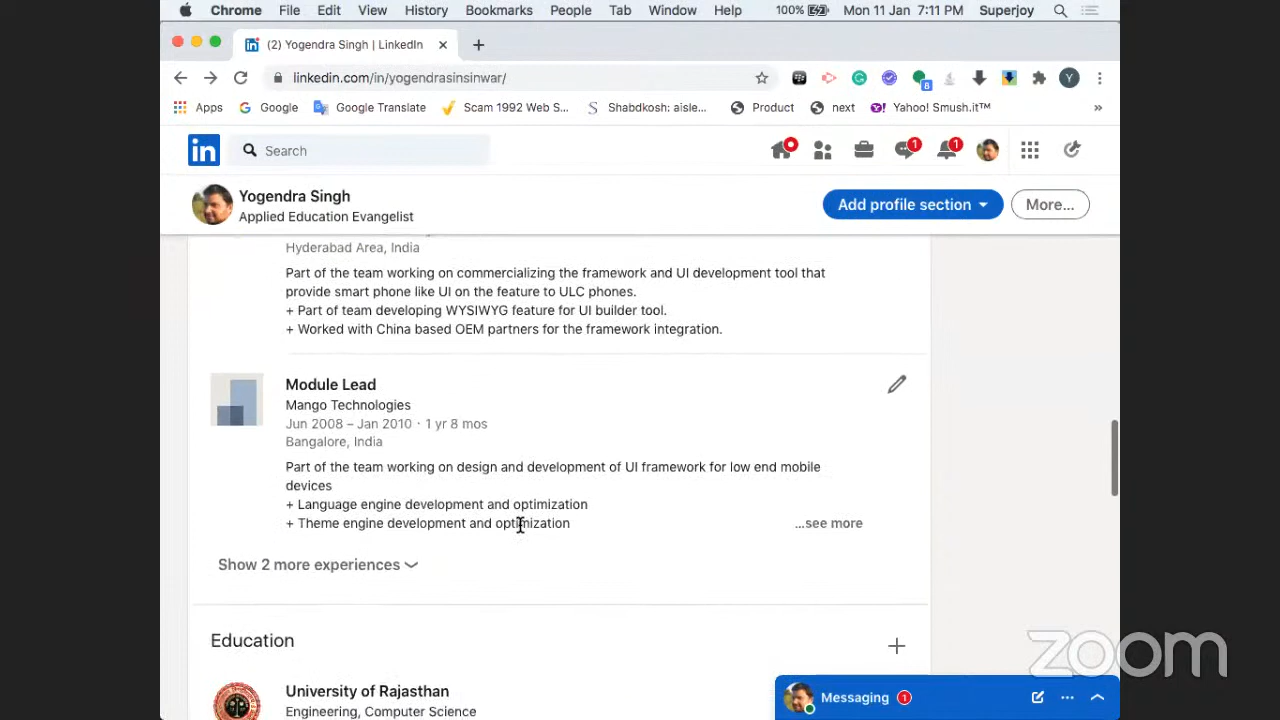 Chrome File Edit View History Bookmarks People Tab Window Help 100% Mon 11 Jan 7:11 PM Superjoy
(2) Yogendra Singh | LinkedIn
linkedin.com/in/yogendrasinsinwar/
8 Y
Apps Google Google Translate Scam 1992 Web S... Shabdkosh: aisle... Product next Yahoo! Smush.it™ »
in Search 1 1
Yogendra Singh
Applied Education Evangelist
Add profile section More...
Hyderabad Area, India
Part of the team working on commercializing the framework and UI development tool that
provide smart phone like UI on the feature to ULC phones.
+ Part of team developing WYSIWYG feature for UI builder tool.
+ Worked with China based OEM partners for the framework integration.
Module Lead
Mango Technologies
Jun 2008 – Jan 2010 · 1 yr 8 mos
Bangalore, India
Part of the team working on design and development of UI framework for low end mobile
devices
+ Language engine development and optimization
+ Theme engine development and optimization ...see more
Show 2 more experiences
Education
University of Rajasthan
Engineering, Computer Science
Messaging 1
zoom